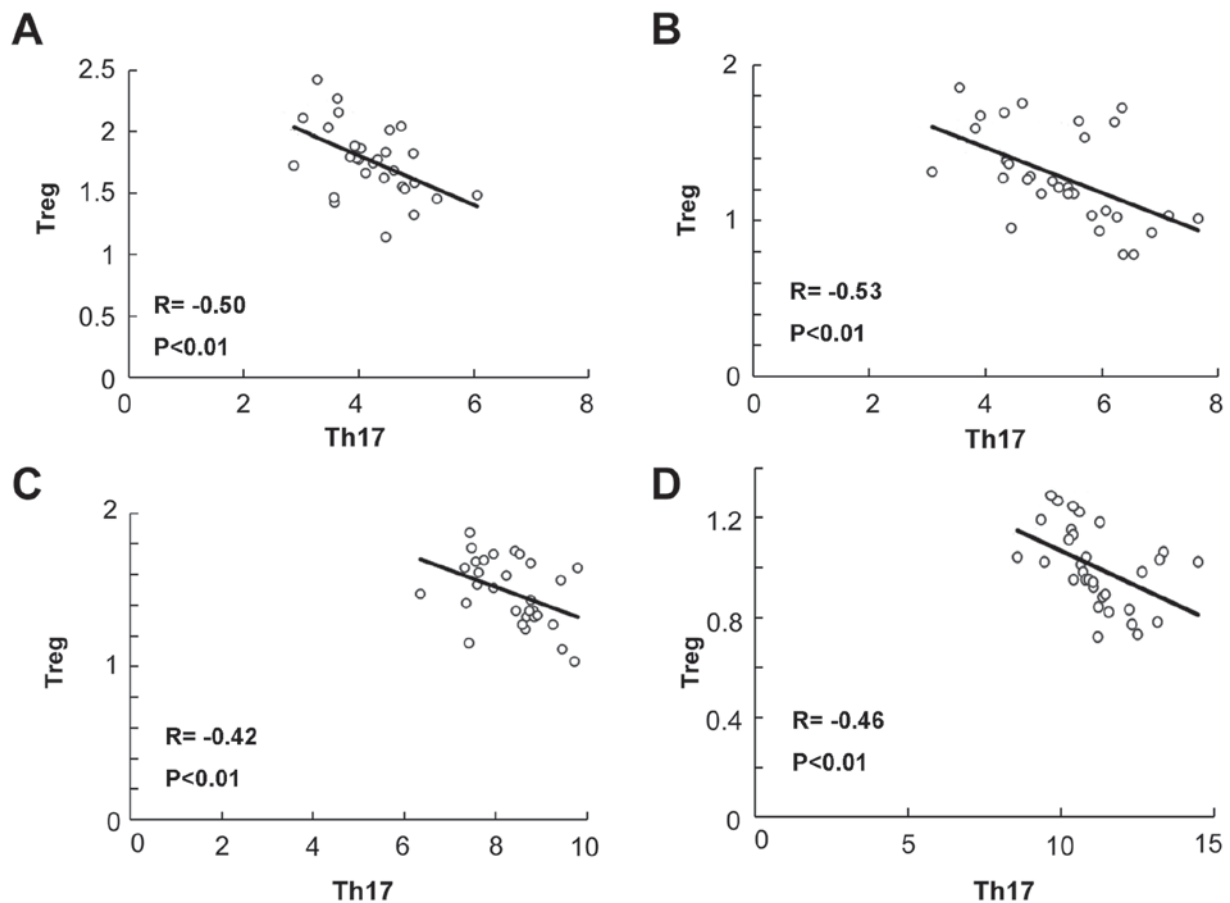 A
2.5
2
1.5
1
0.5
0
Treg
R= -0.50
P<0.01
0 2 4 6 8
Th17
B
2
1
0
Treg
R= -0.53
P<0.01
0 2 4 6 8
Th17
C
2
1
0
Treg
R= -0.42
P<0.01
0 2 4 6 8 10
Th17
D
1.2
0.8
0.4
0
Treg
R= -0.46
P<0.01
0 5 10 15
Th17